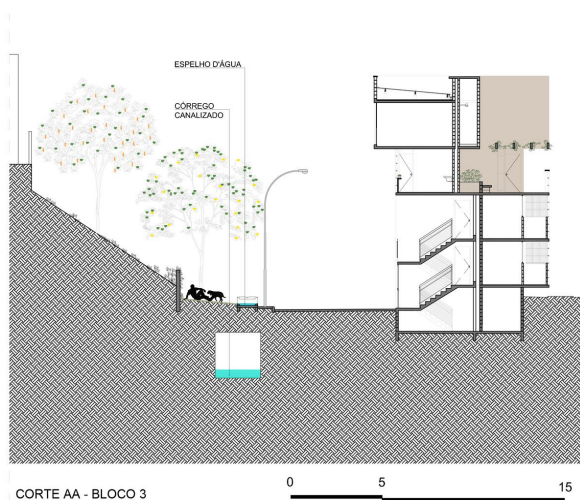 ESPELHO D'ÁGUA
CÓRREGO
CANALIZADO
CORTE AA - BLOCO 3
0 5 15